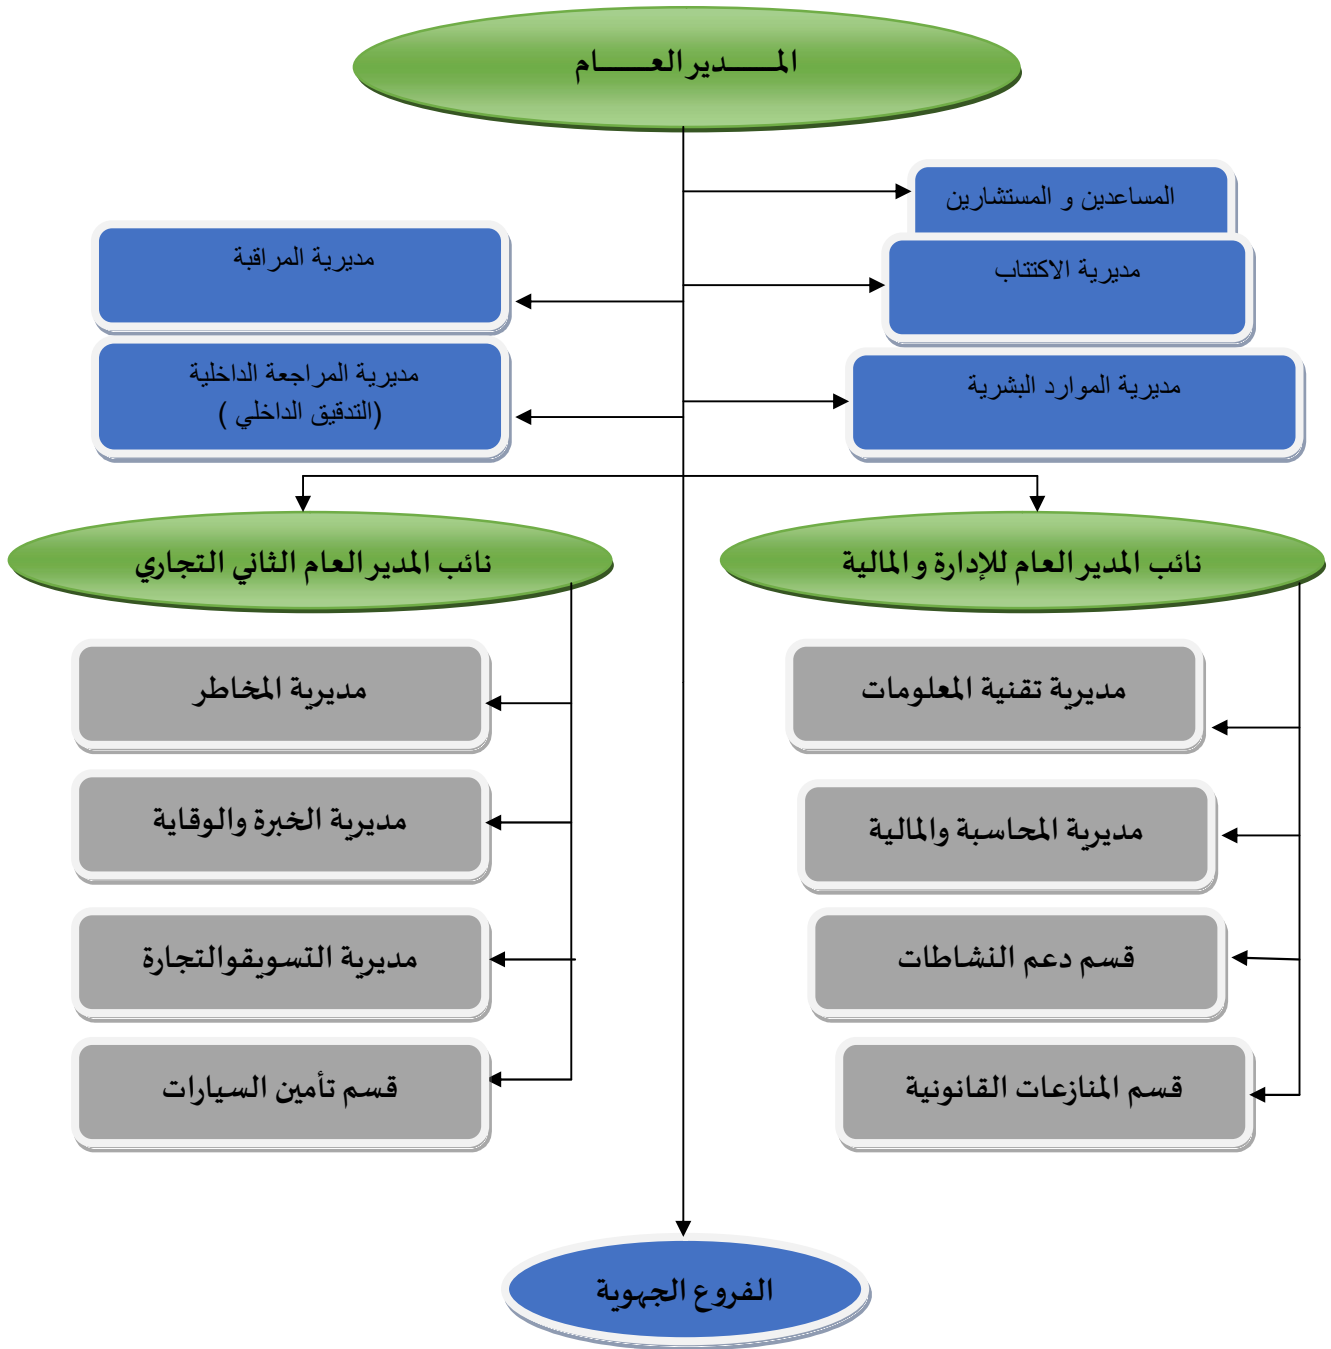 المـــــدير العـــــام
المساعدين و المستشارين
مديرية الاكتتاب
مديرية الموارد البشرية
مديرية المراقبة
مديرية المراجعة الداخلية
(التدقيق الداخلي )
نائب المدير العام للإدارة و المالية
نائب المدير العام الثاني التجاري
مديرية تقنية المعلومات
مديرية المحاسبة والمالية
قسم دعم النشاطات
قسم المنازعات القانونية
مديرية المخاطر
مديرية الخبرة والوقاية
مديرية التسويقوالتجارة
قسم تأمين السيارات
الفروع الجهوية